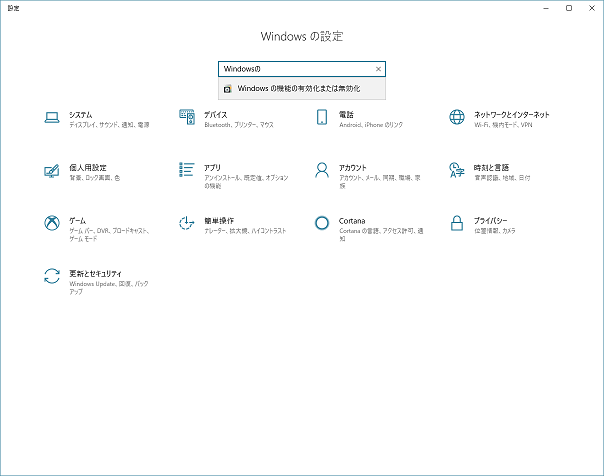 設定
Windows の設定
Windowsの
Windows の機能の有効化または無効化
システム
ディスプレイ、サウンド、通知、電源
デバイス
Bluetooth、プリンター、マウス
電話
Android、iPhone のリンク
ネットワークとインターネット
Wi-Fi、機内モード、VPN
個人用設定
背景、ロック画面、色
アプリ
アンインストール、既定値、オプション
の機能
アカウント
アカウント、メール、同期、職場、家
族
時刻と言語
音声認識、地域、日付
ゲーム
ゲーム バー、DVR、ブロードキャスト、
ゲーム モード
簡単操作
ナレーター、拡大鏡、ハイコントラスト
Cortana
Cortana の言語、アクセス許可、通
知
プライバシー
位置情報、カメラ
更新とセキュリティ
Windows Update、回復、バック
アップ